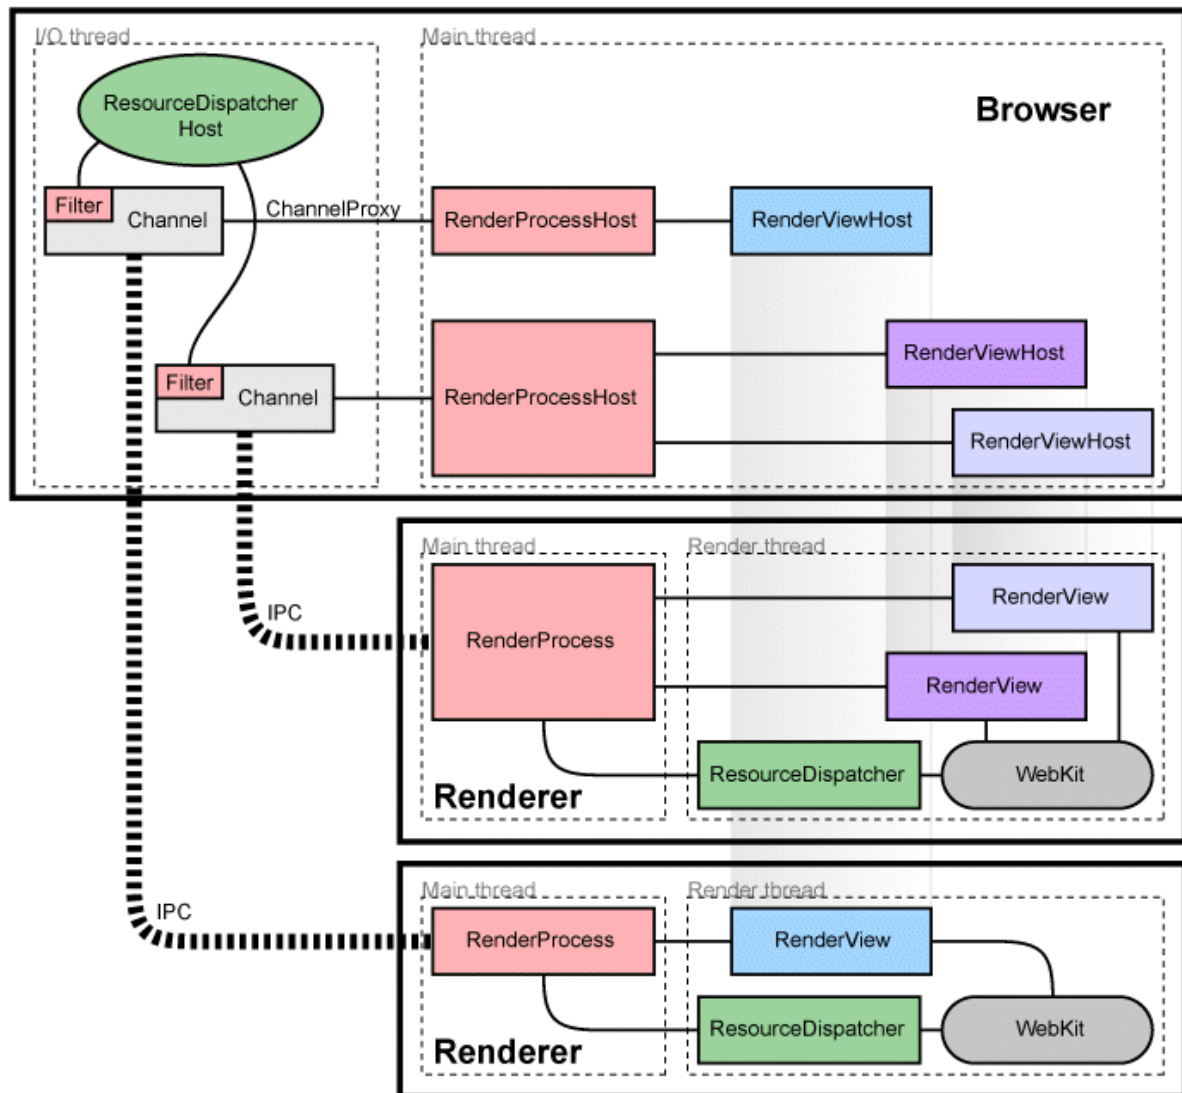 I/O thread
Main thread
ResourceDispatcher
Host
Browser
Filter
Channel
ChannelProxy
RenderProcessHost
RenderViewHost
RenderViewHost
Filter
Channel
RenderProcessHost
RenderViewHost
Main thread
Render thread
IPC
RenderView
RenderProcess
RenderView
ResourceDispatcher
WebKit
Renderer
Main thread
Render thread
IPC
RenderProcess
RenderView
ResourceDispatcher
WebKit
Renderer